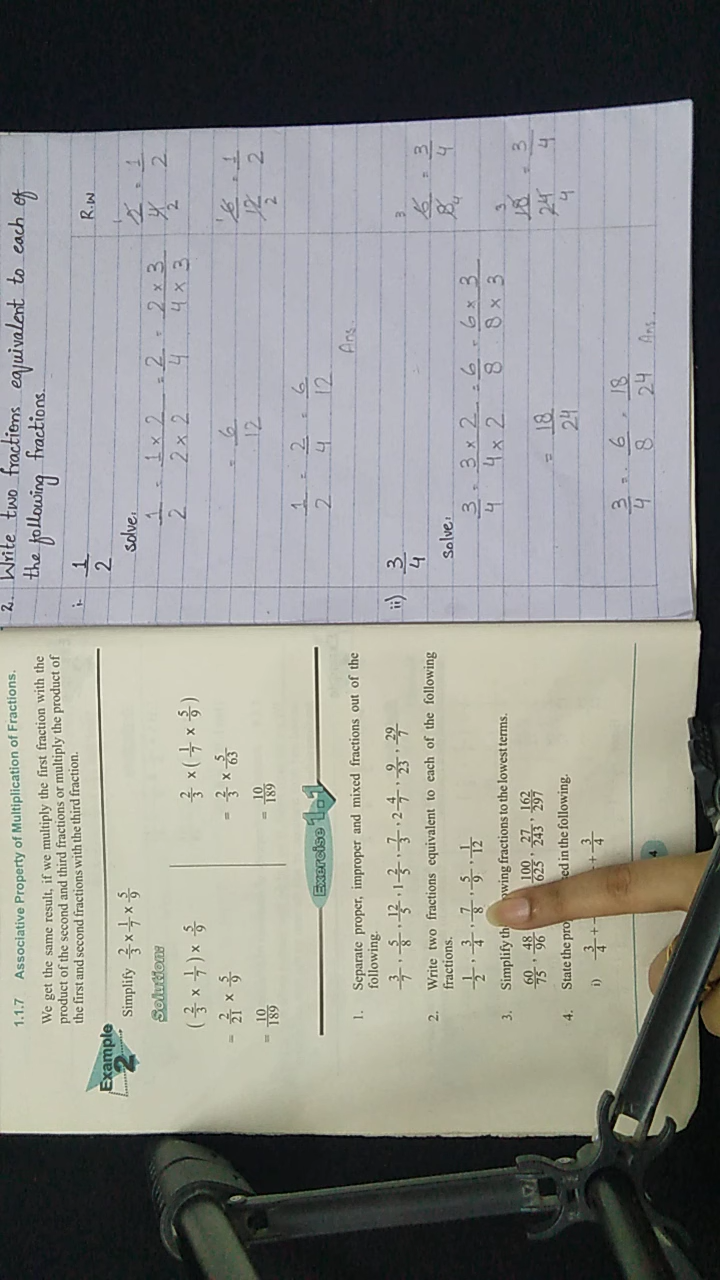 1.1.7 Associative Property of Multiplication of Fractions.
We get the same result, if we multiply the first fraction with the
product of the second and third fractions or multiply the product of
the first and second fractions with the third fraction.
Example
2
Simplify 2/3 × 1/7 × 5/9
Solution:
(2/3 × 1/7) × 5/9
= 2/21 × 5/9
= 10/189
2/3 × (1/7 × 5/9)
= 2/3 × 5/63
= 10/189
Exercise 1.1
1. Separate proper, improper and mixed fractions out of the
following.
3/7, 5/8, 12/5, 1 2/5, 7/3, 2 4/7, 9/23, 29/7
2. Write two fractions equivalent to each of the following
fractions.
1/2, 3/4, 7/8, 5/9, 1/12
3. Simplify the wing fractions to the lowest terms.
60/75, 48/96 100/625, 27/243, 162/297
4. State the ed in the following.
i) 3/4 + + 3/4
4
2. Write two fractions equivalent to each of
the following fractions.
R.W
i. 1/2
solve:
1/2 = 1 × 2/2 × 2 = 2/4 = 2 × 3/4 × 3
= 6/12
1/2 = 2/4 = 6/12
Ans.
1 2/4 2 = 1/2
1 6/12 2 = 1/2
ii) 3/4
solve:
3/4 = 3 × 2/4 × 2 = 6/8 = 6 × 3/8 × 3
= 18/24
3/4 = 6/8 = 18/24 Ans.
3 6/8 4 = 3/4
3 18/24 4 = 3/4